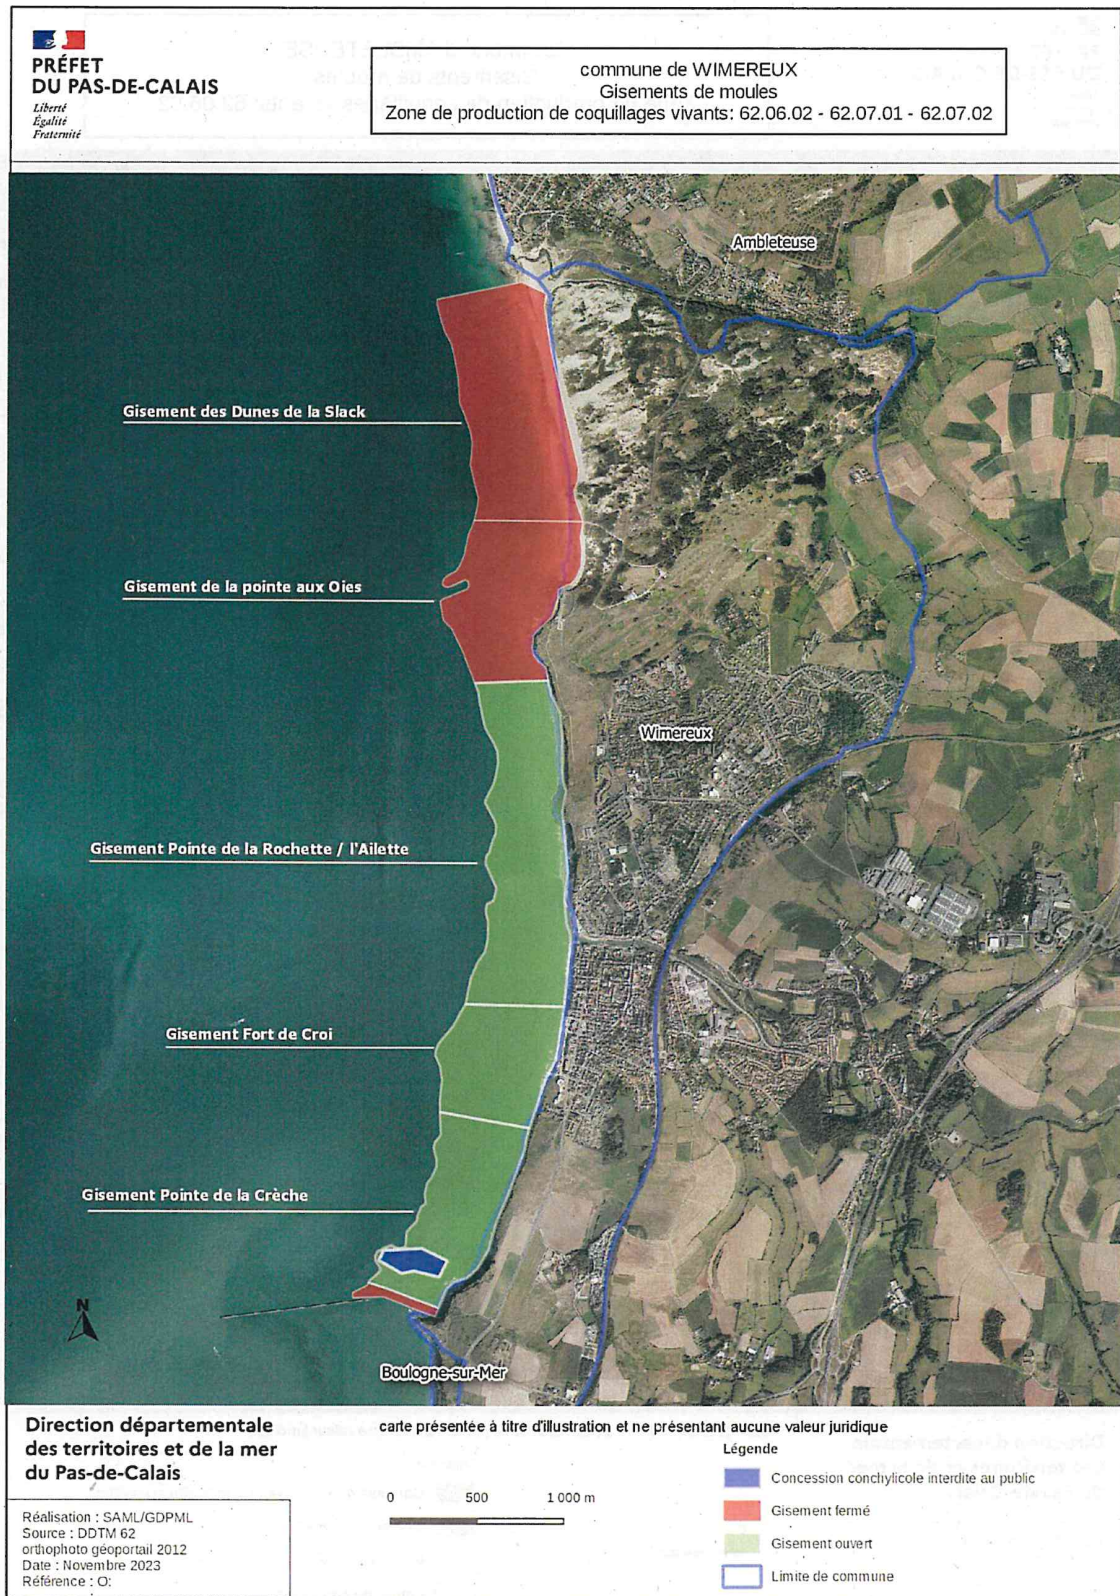 PRÉFET
DU PAS-DE-CALAIS
Liberté
Égalité
Fraternité
commune de WIMEREUX
Gisements de moules
Zone de production de coquillages vivants: 62.06.02 - 62.07.01 - 62.07.02
Ambleteuse
Gisement des Dunes de la Slack
Gisement de la pointe aux Oies
Wimereux
Gisement Pointe de la Rochette / l'Ailette
Gisement Fort de Croi
Gisement Pointe de la Crèche
N
Boulogne-sur-Mer
Direction départementale
des territoires et de la mer
du Pas-de-Calais
carte présentée à titre d'illustration et ne présentant aucune valeur juridique
Légende
Concession conchylicole interdite au public
Gisement fermé
Gisement ouvert
Limite de commune
0 500 1 000 m
Réalisation : SAML/GDPML
Source : DDTM 62
orthophoto géoportail 2012
Date : Novembre 2023
Référence : O: